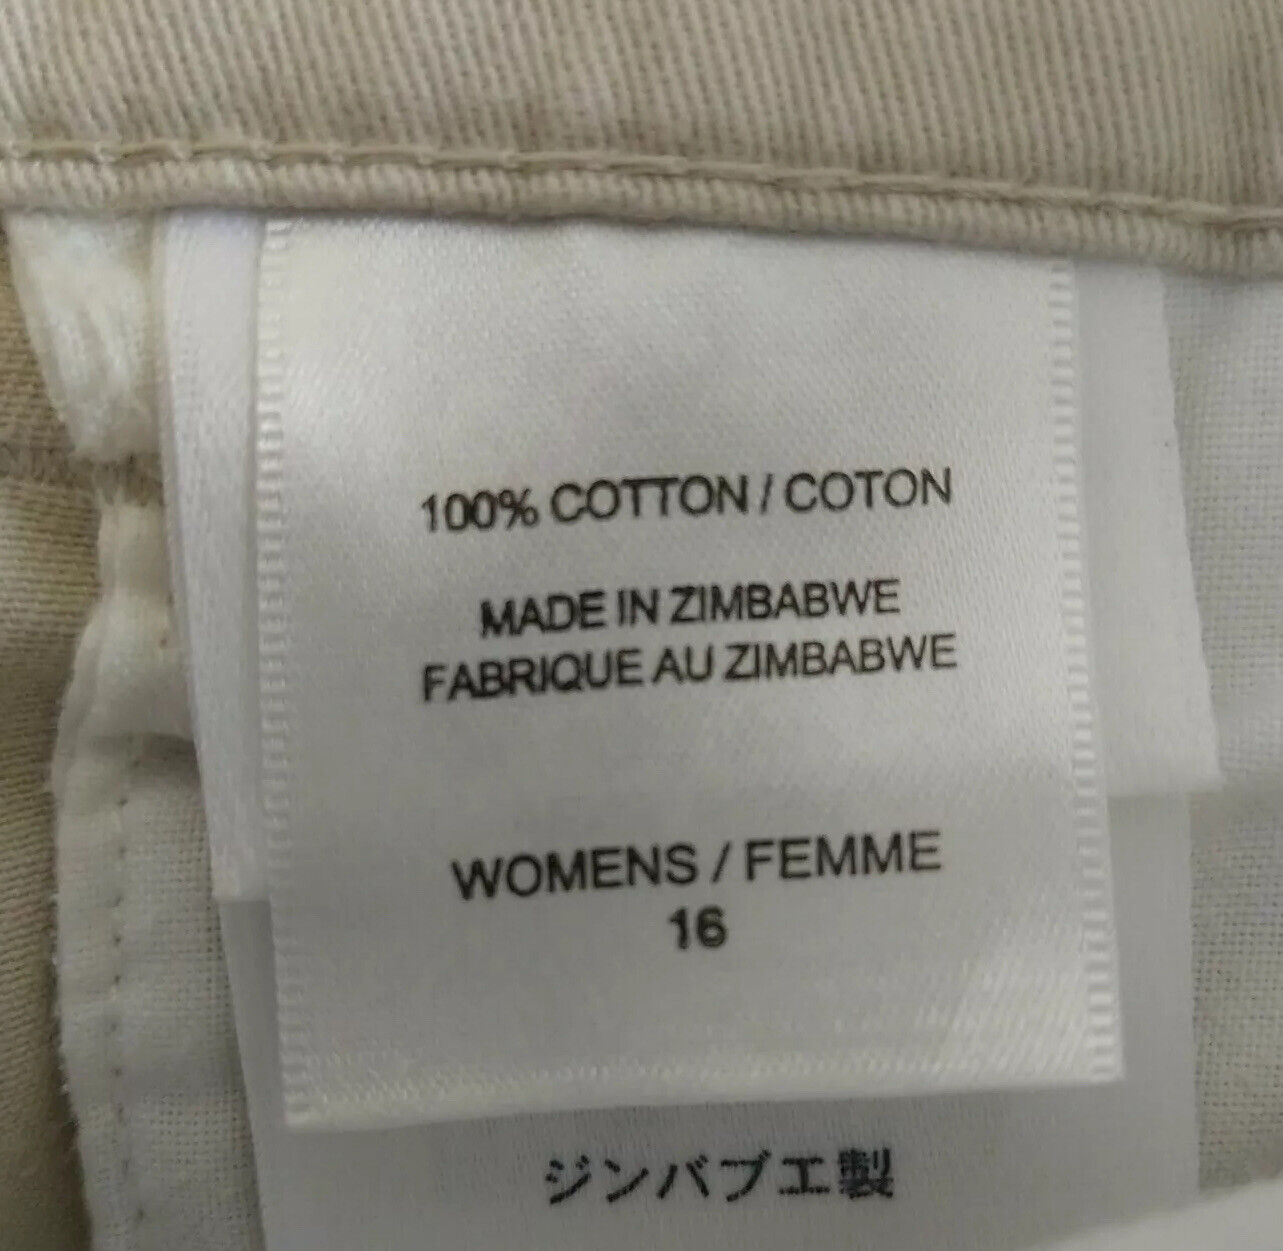 100% COTTON / COTON
MADE IN ZIMBABWE
FABRIQUE AU ZIMBABWE
WOMENS / FEMME
16
ジンバブエ製